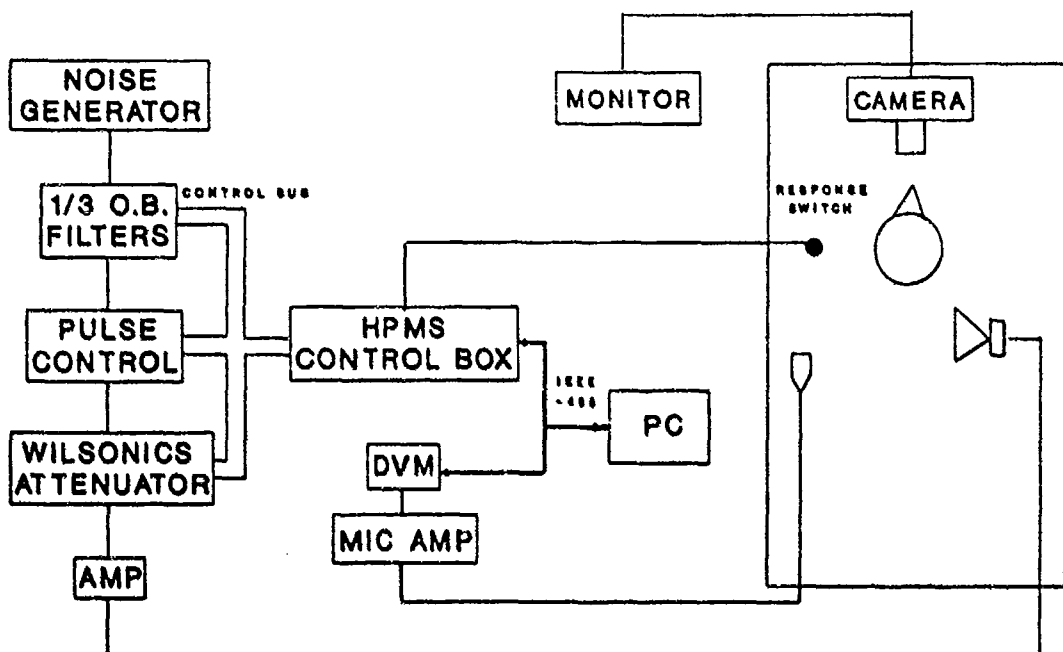 NOISE
GENERATOR
MONITOR
CAMERA
1/3 O.B.
FILTERS
CONTROL BUS
RESPONSE
SWITCH
PULSE
CONTROL
HPMS
CONTROL BOX
IEEE
-488
PC
WILSONICS
ATTENUATOR
DVM
MIC AMP
AMP